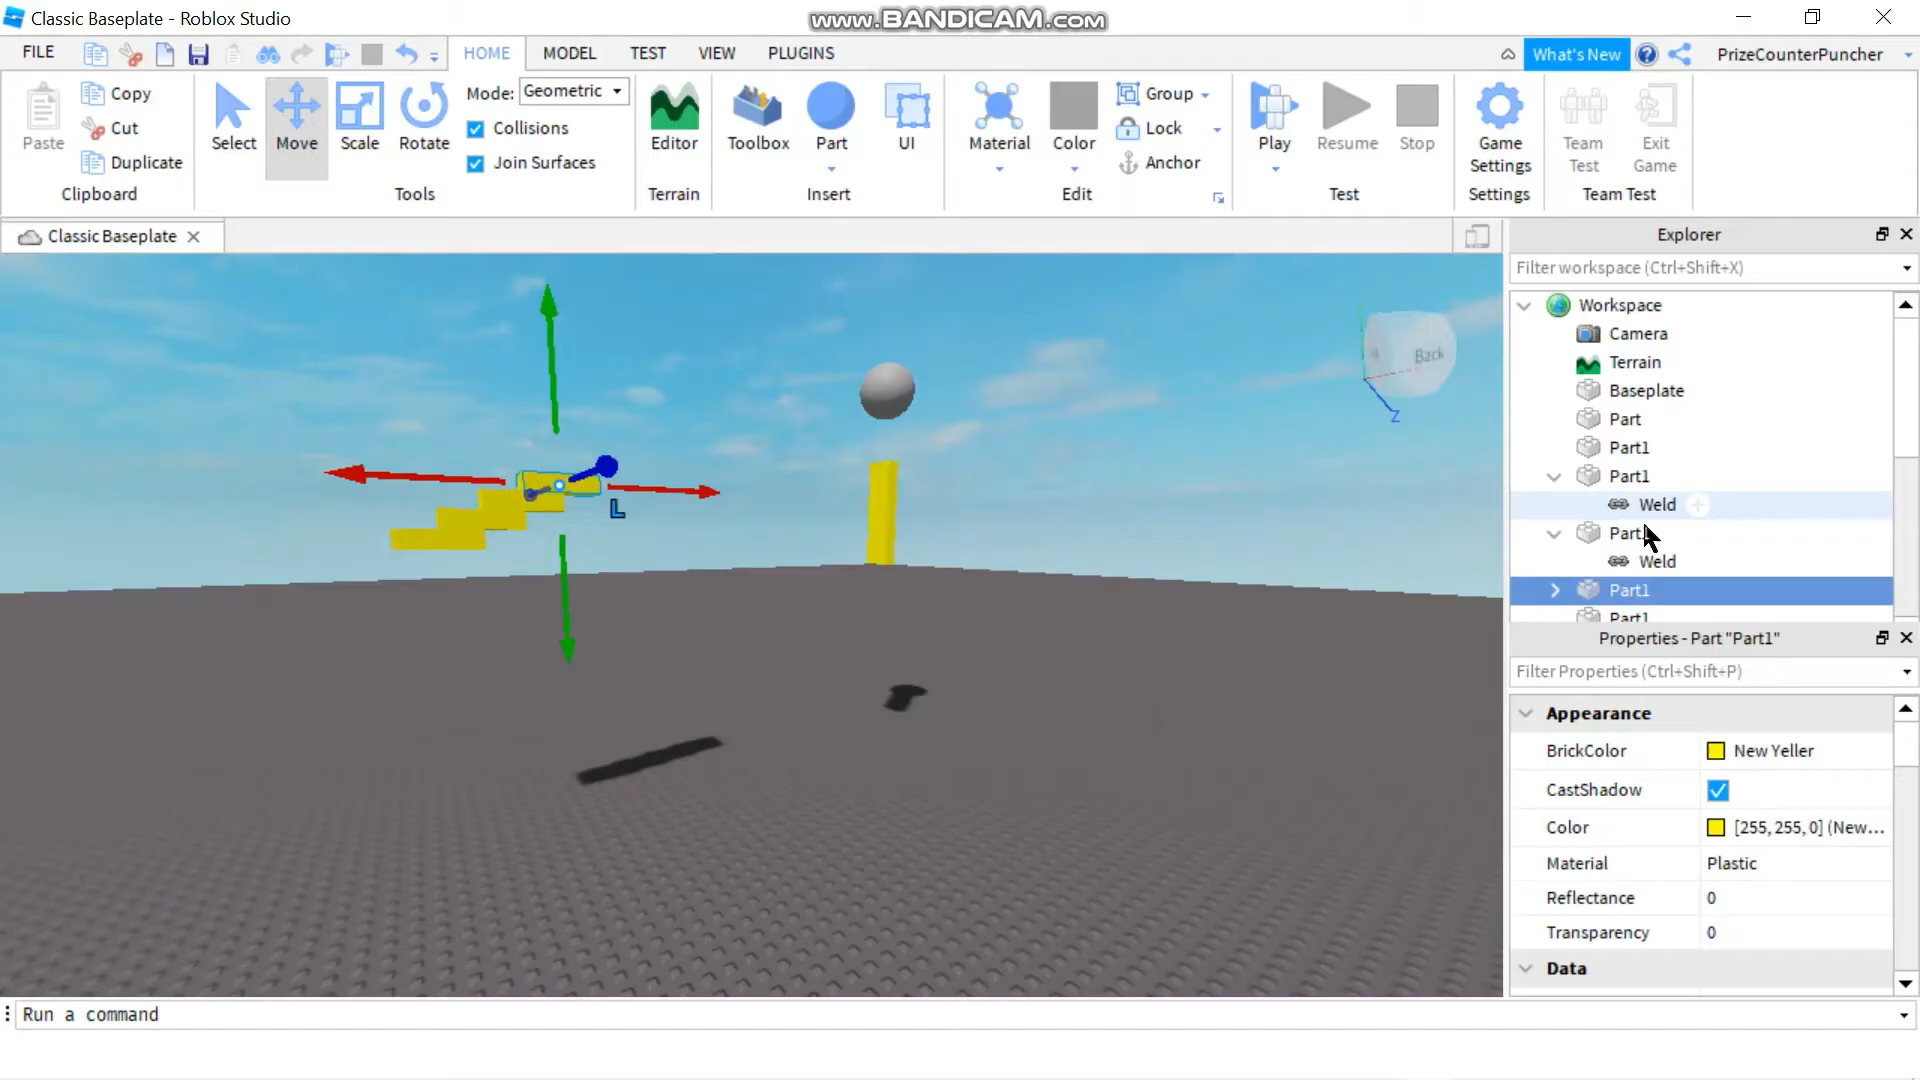 Classic Baseplate - Roblox Studio
www.BANDICAM.com
FILE
HOME
MODEL
TEST
VIEW
PLUGINS
What's New
PrizeCounterPuncher
Paste
Copy
Cut
Duplicate
Clipboard
Select
Move
Scale
Rotate
Mode: Geometric
Collisions
Join Surfaces
Tools
Editor
Terrain
Toolbox
Part
UI
Insert
Material
Color
Group
Lock
Anchor
Edit
Play
Resume
Stop
Test
Game
Settings
Settings
Team
Test
Exit
Game
Team Test
Classic Baseplate
Back
Z
L
Explorer
Filter workspace (Ctrl+Shift+X)
Workspace
Camera
Terrain
Baseplate
Part
Part1
Part1
Weld
Part
Weld
Part1
Part1
Properties - Part "Part1"
Filter Properties (Ctrl+Shift+P)
Appearance
BrickColor New Yeller
CastShadow
Color [255, 255, 0] (New...
Material Plastic
Reflectance 0
Transparency 0
Data
Run a command